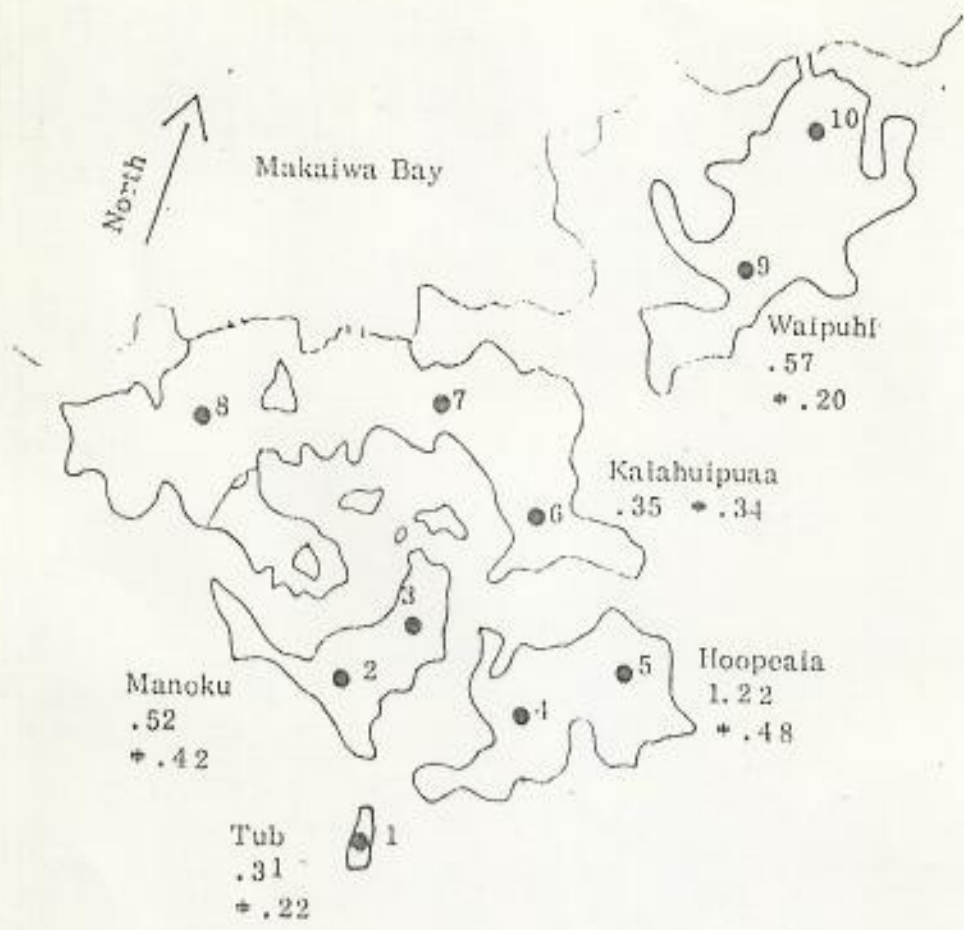 10
North
Makaiwa Bay
9
Waipuhi
.57
* .20
8
7
Kalahuipuaa
.35 * .34
6
3
Manoku
.52
* .42
2
5
Hoopeaia
1.22
* .48
4
Tub
.31
* .22
1